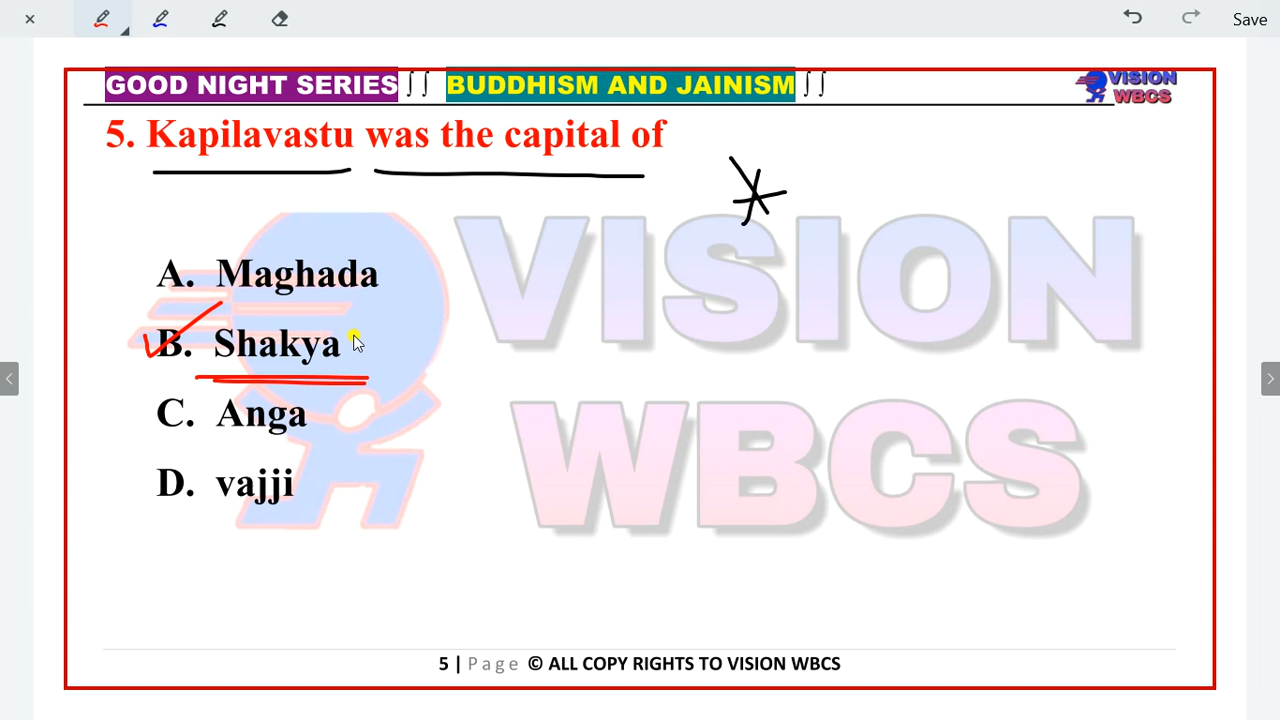 Save
GOOD NIGHT SERIES∫∫ BUDDHISM AND JAINISM∫∫
VISION
WBCS
5. Kapilavastu was the capital of
A. Maghada
B. Shakya
C. Anga
D. vajji
VISION
WBCS
5 | Page © ALL COPY RIGHTS TO VISION WBCS